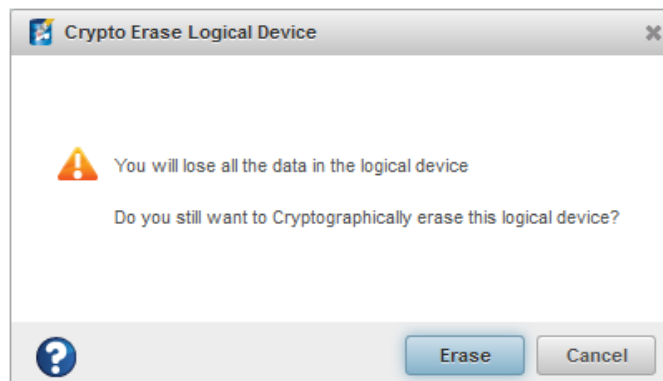 Crypto Erase Logical Device
You will lose all the data in the logical device
Do you still want to Cryptographically erase this logical device?
?
Erase Cancel